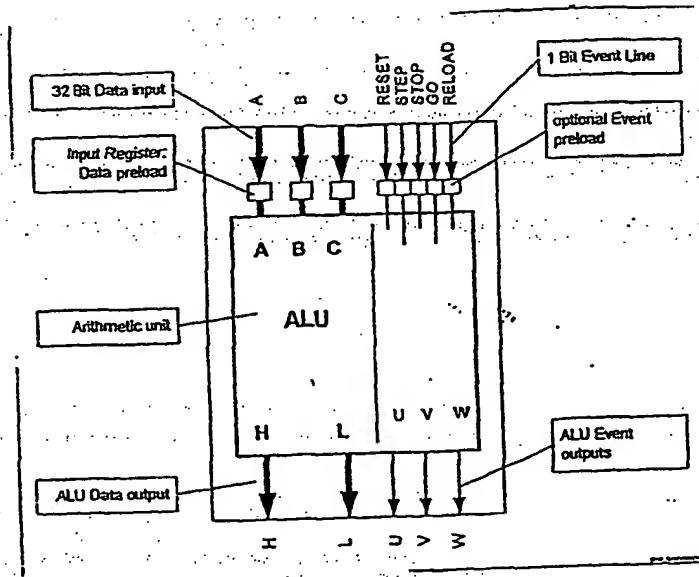 32 Bit Data input
A
B
C
RESET
STEP
STOP
GO
RELOAD
1 Bit Event Line
Input Register:
Data preload
optional Event
preload
A B C
Arithmetic unit
ALU
H L U V W
ALU Data output
ALU Event
outputs
H
L
U
V
W